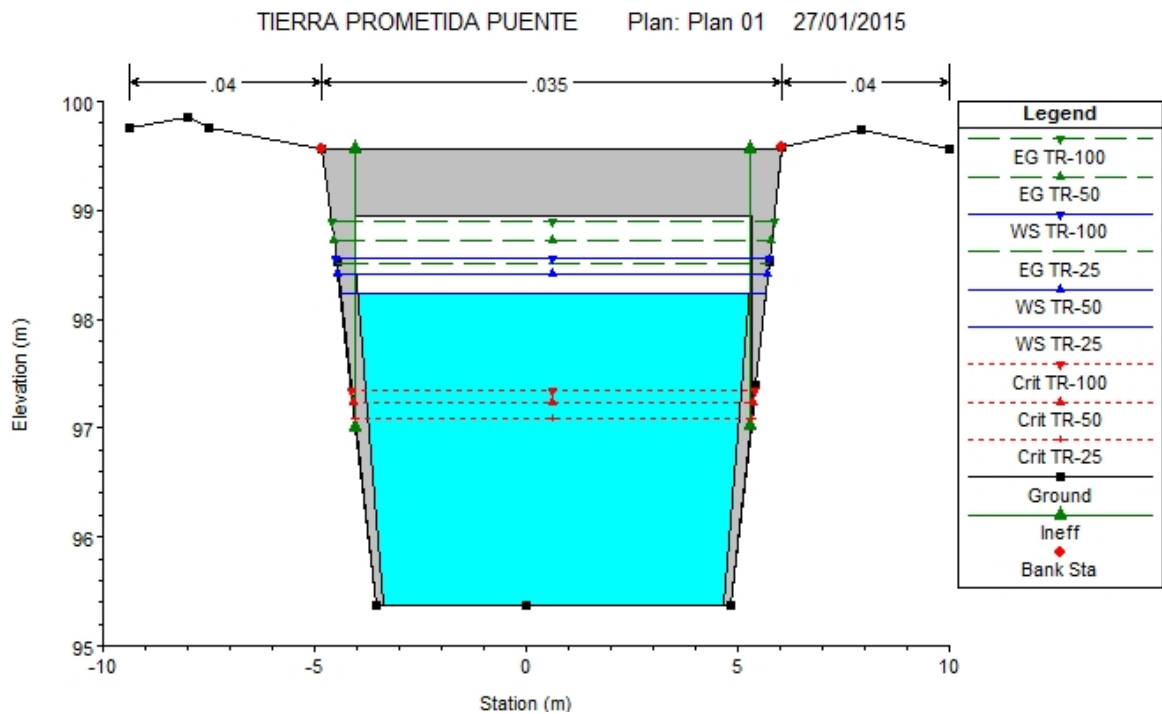 TIERRA PROMETIDA PUENTE Plan: Plan 01 27/01/2015
.04 .035 .04
100
99
98
97
96
95
Elevation (m)
-10 -5 0 5 10
Station (m)
Legend
EG TR-100
EG TR-50
WS TR-100
EG TR-25
WS TR-50
WS TR-25
Crit TR-100
Crit TR-50
Crit TR-25
Ground
Ineff
Bank Sta